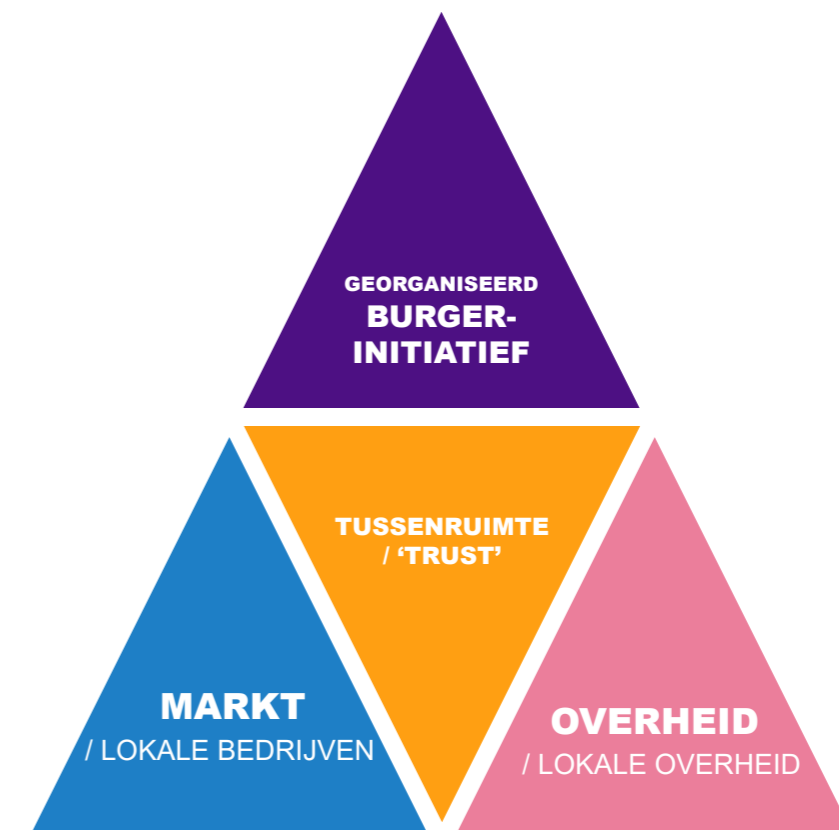 GEORGANISEERD
BURGER-
INITIATIEF
TUSSENRUIMTE
/ ‘TRUST’
MARKT
/ LOKALE BEDRIJVEN
OVERHEID
/ LOKALE OVERHEID